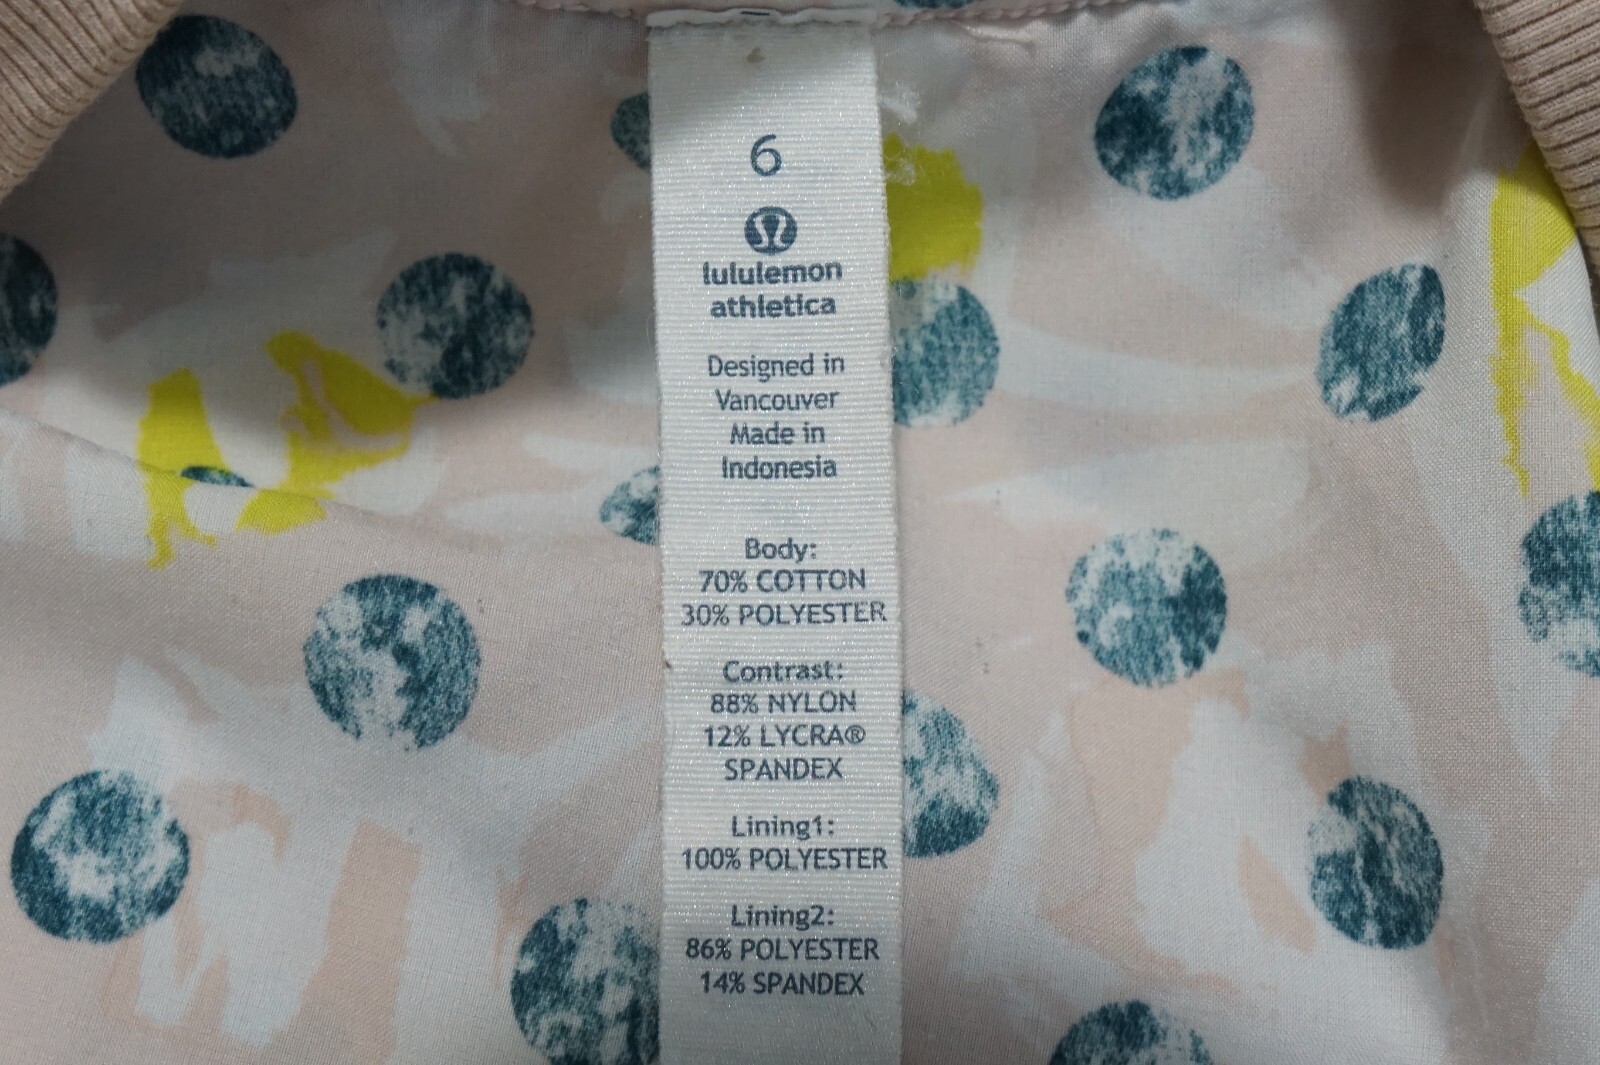 6
lululemon
athletica
Designed in
Vancouver
Made in
Indonesia
Body:
70% COTTON
30% POLYESTER
Contrast:
88% NYLON
12% LYCRA®
SPANDEX
Lining1:
100% POLYESTER
Lining2:
86% POLYESTER
14% SPANDEX